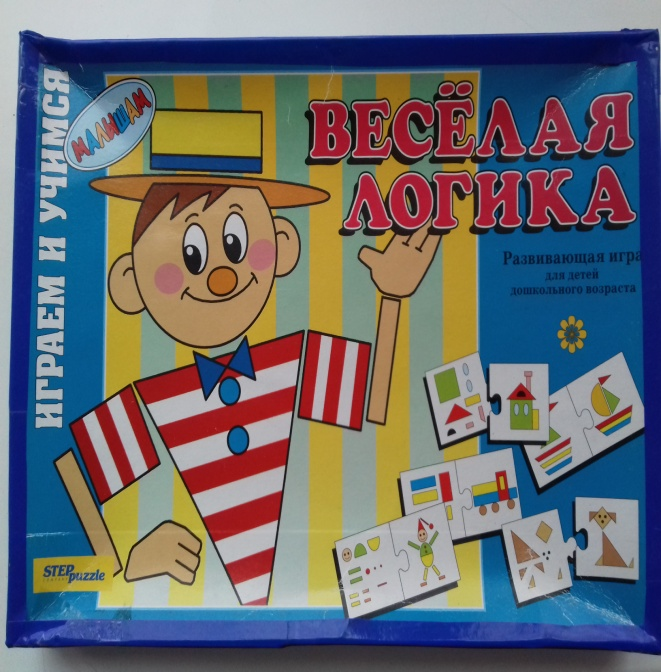 ИГРАЕМ И УЧИМСЯ
МАЛЫШАМ
ВЕСЁЛАЯ
ЛОГИКА
Развивающая игра
для детей
дошкольного возраста
STEP
puzzle